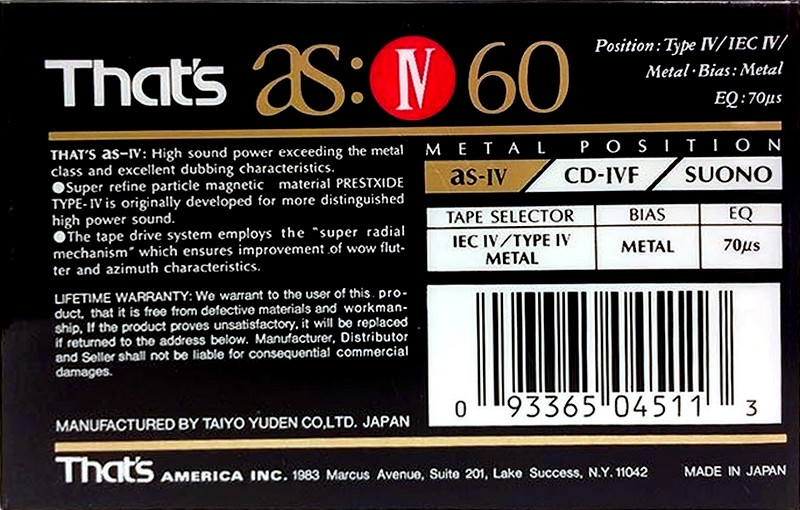 That's as:IV 60
Position: Type IV/IEC IV/
Metal·Bias: Metal
EQ: 70µs
THAT'S as-IV: High sound power exceeding the metal
class and excellent dubbing characteristics.
●Super refine particle magnetic material PRESTXIDE
TYPE-IV is originally developed for more distinguished
high power sound.
●The tape drive system employs the "super radial
mechanism" which ensures improvement of wow flut-
ter and azimuth characteristics.
LIFETIME WARRANTY: We warrant to the user of this pro-
duct, that it is free from defective materials and workman-
ship, If the product proves unsatisfactory, it will be replaced
if returned to the address below. Manufacturer, Distributor
and Seller shall not be liable for consequential commercial
damages.
MANUFACTURED BY TAIYO YUDEN CO,LTD. JAPAN
METAL POSITION
as-IV CD-IVF SUONO
TAPE SELECTOR BIAS EQ
IEC IV/TYPE IV METAL 70µs
METAL
0 93365 04511 3
That's AMERICA INC. 1983 Marcus Avenue, Suite 201, Lake Success, N.Y. 11042 MADE IN JAPAN